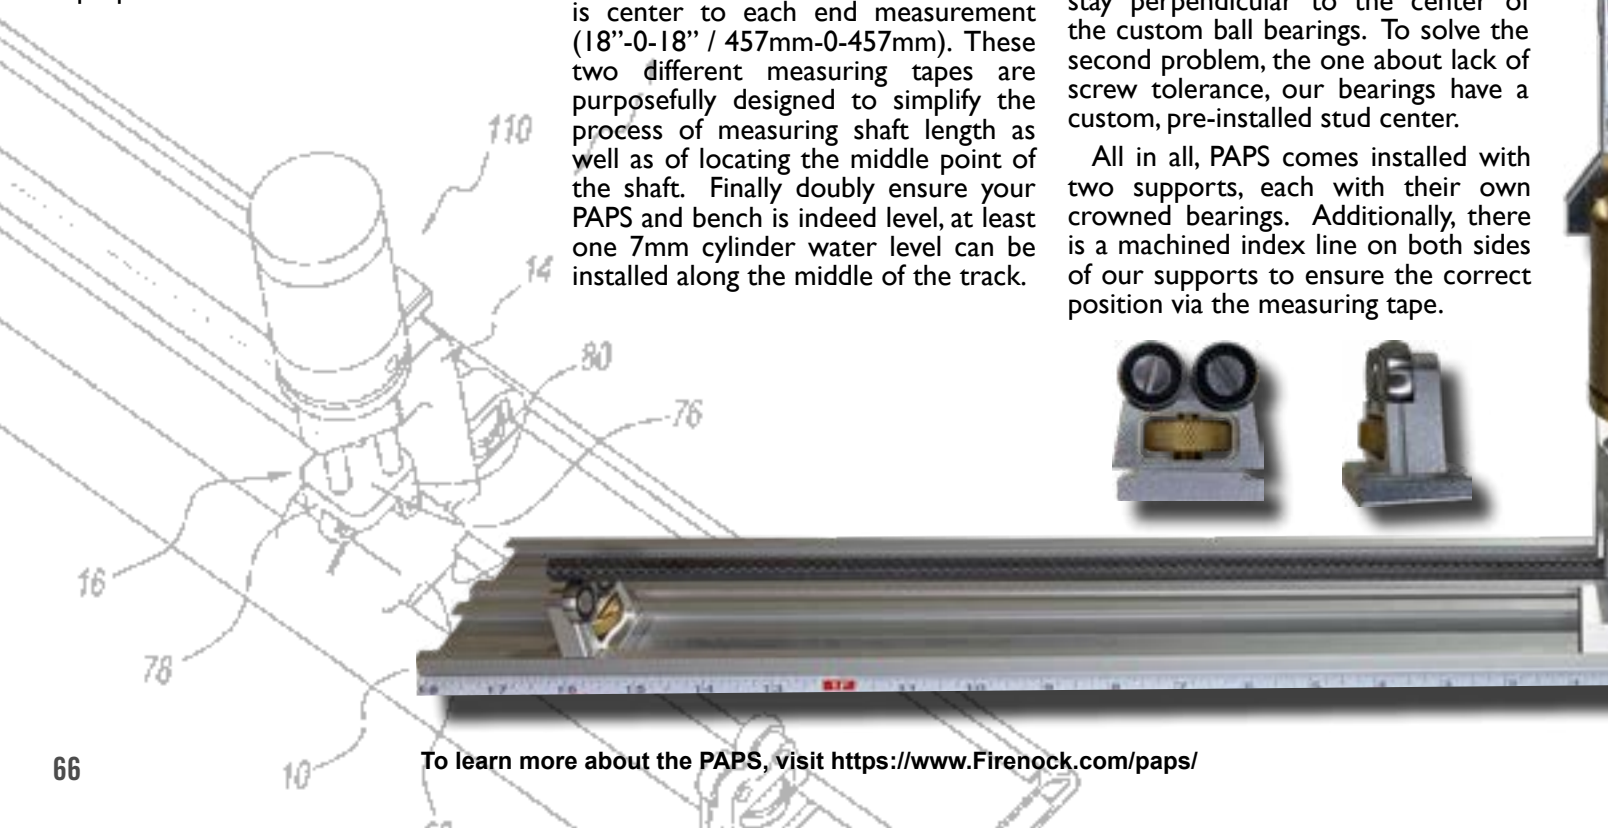 is center to each end measurement
(18”-0-18” / 457mm-0-457mm). These
two different measuring tapes are
purposefully designed to simplify the
process of measuring shaft length as
well as of locating the middle point of
the shaft. Finally doubly ensure your
PAPS and bench is indeed level, at least
one 7mm cylinder water level can be
installed along the middle of the track.
the custom ball bearings. To solve the
second problem, the one about lack of
screw tolerance, our bearings have a
custom, pre-installed stud center.
All in all, PAPS comes installed with
two supports, each with their own
crowned bearings. Additionally, there
is a machined index line on both sides
of our supports to ensure the correct
position via the measuring tape.
110
14
80
76
16
78
10
18 17 16 15 14 13 11 10 9 8 7
66
To learn more about the PAPS, visit https://www.Firenock.com/paps/